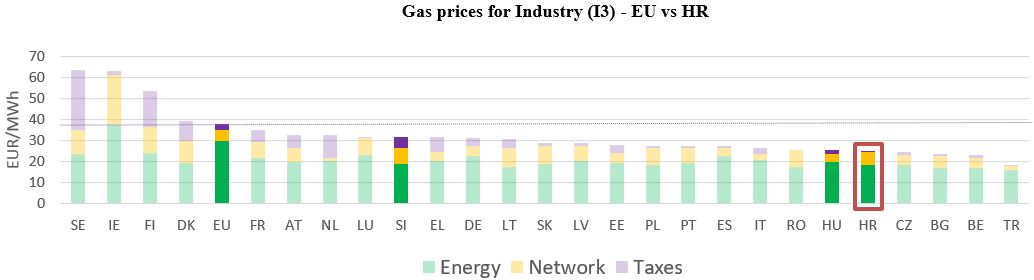 Gas prices for Industry (I3) - EU vs HR
70
60
50
40
30
20
10
0
EUR/MWh
SE IE FI DK EU FR AT NL LU SI EL DE LT SK LV EE PL PT ES IT RO HU HR CZ BG BE TR
Energy Network Taxes